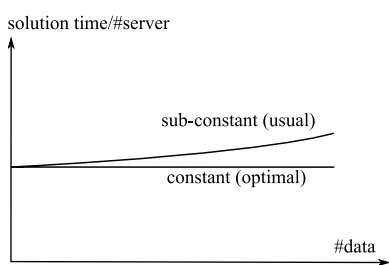 solution time/#server
sub-constant (usual)
constant (optimal)
#data